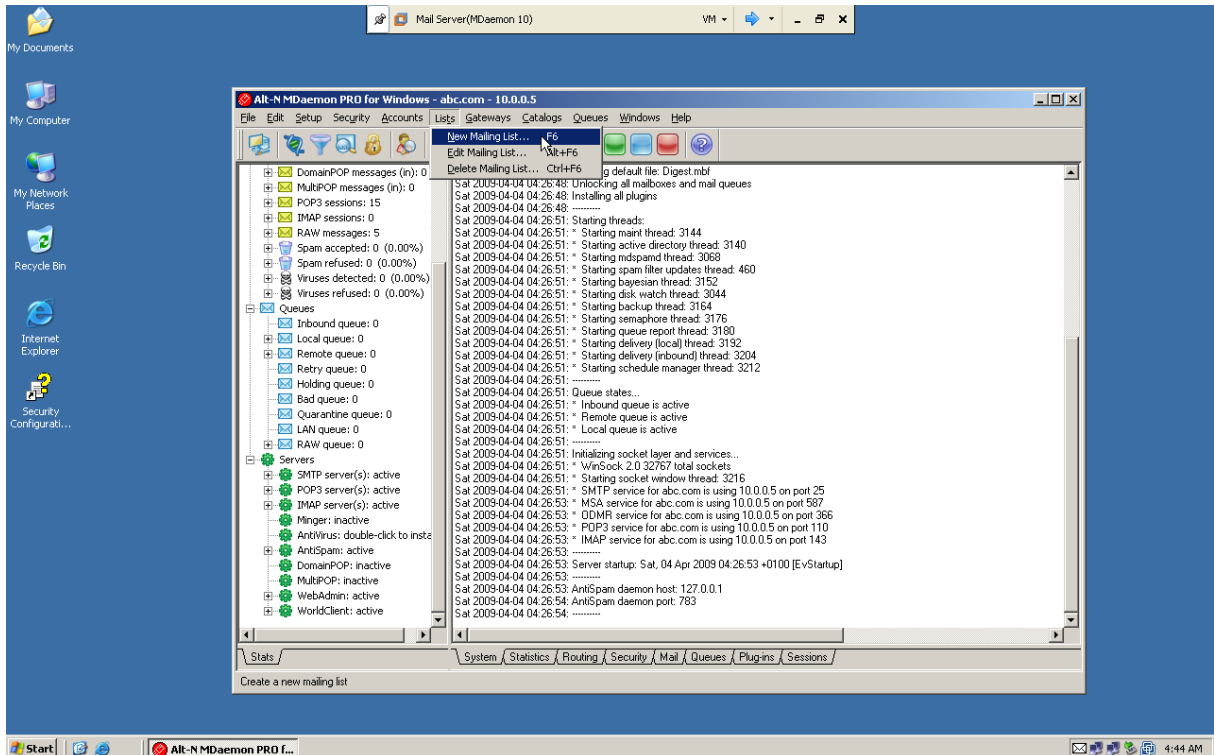 Mail Server(MDaemon 10)
VM
My Documents
My Computer
My Network
Places
Recycle Bin
Internet
Explorer
Security
Configurati...
Alt-N MDaemon PRO for Windows - abc.com - 10.0.0.5
File Edit Setup Security Accounts Lists Gateways Catalogs Queues Windows Help
New Mailing List... F6
Edit Mailing List... Alt+F6
Delete Mailing List... Ctrl+F6
DomainPOP messages (in): 0
MultiPOP messages (in): 0
POP3 sessions: 15
IMAP sessions: 0
RAW messages: 5
Spam accepted: 0 (0.00%)
Spam refused: 0 (0.00%)
Viruses detected: 0 (0.00%)
Viruses refused: 0 (0.00%)
Queues
Inbound queue: 0
Local queue: 0
Remote queue: 0
Retry queue: 0
Holding queue: 0
Bad queue: 0
Quarantine queue: 0
LAN queue: 0
RAW queue: 0
Servers
SMTP server(s): active
POP3 server(s): active
IMAP server(s): active
Minger: inactive
AntiVirus: double-click to insta
AntiSpam: active
DomainPOP: inactive
MultiPOP: inactive
WebAdmin: active
WorldClient: active
g default file: Digest.mbf
Sat 2009-04-04 04:26:48: Unlocking all mailboxes and mail queues
Sat 2009-04-04 04:26:48: Installing all plugins
Sat 2009-04-04 04:26:48: ----------
Sat 2009-04-04 04:26:51: Starting threads:
Sat 2009-04-04 04:26:51: * Starting maint thread: 3144
Sat 2009-04-04 04:26:51: * Starting active directory thread: 3140
Sat 2009-04-04 04:26:51: * Starting mdspamd thread: 3068
Sat 2009-04-04 04:26:51: * Starting spam filter updates thread: 460
Sat 2009-04-04 04:26:51: * Starting bayesian thread: 3152
Sat 2009-04-04 04:26:51: * Starting disk watch thread: 3044
Sat 2009-04-04 04:26:51: * Starting backup thread: 3164
Sat 2009-04-04 04:26:51: * Starting semaphore thread: 3176
Sat 2009-04-04 04:26:51: * Starting queue report thread: 3180
Sat 2009-04-04 04:26:51: * Starting delivery (local) thread: 3192
Sat 2009-04-04 04:26:51: * Starting delivery (inbound) thread: 3204
Sat 2009-04-04 04:26:51: * Starting schedule manager thread: 3212
Sat 2009-04-04 04:26:51: ----------
Sat 2009-04-04 04:26:51: Queue states...
Sat 2009-04-04 04:26:51: * Inbound queue is active
Sat 2009-04-04 04:26:51: * Remote queue is active
Sat 2009-04-04 04:26:51: * Local queue is active
Sat 2009-04-04 04:26:51: ----------
Sat 2009-04-04 04:26:51: Initializing socket layer and services...
Sat 2009-04-04 04:26:51: * WinSock 2.0 32767 total sockets
Sat 2009-04-04 04:26:51: * Starting socket window thread: 3216
Sat 2009-04-04 04:26:51: * SMTP service for abc.com is using 10.0.0.5 on port 25
Sat 2009-04-04 04:26:53: * MSA service for abc.com is using 10.0.0.5 on port 587
Sat 2009-04-04 04:26:53: * ODMR service for abc.com is using 10.0.0.5 on port 366
Sat 2009-04-04 04:26:53: * POP3 service for abc.com is using 10.0.0.5 on port 110
Sat 2009-04-04 04:26:53: * IMAP service for abc.com is using 10.0.0.5 on port 143
Sat 2009-04-04 04:26:53: ----------
Sat 2009-04-04 04:26:53: Server startup: Sat, 04 Apr 2009 04:26:53 +0100 [EvStartup]
Sat 2009-04-04 04:26:53: ----------
Sat 2009-04-04 04:26:53: AntiSpam daemon host: 127.0.0.1
Sat 2009-04-04 04:26:54: AntiSpam daemon port: 783
Sat 2009-04-04 04:26:54: ----------
Stats
System Statistics Routing Security Mail Queues Plug-ins Sessions
Create a new mailing list
Start
Alt-N MDaemon PRO f...
4:44 AM